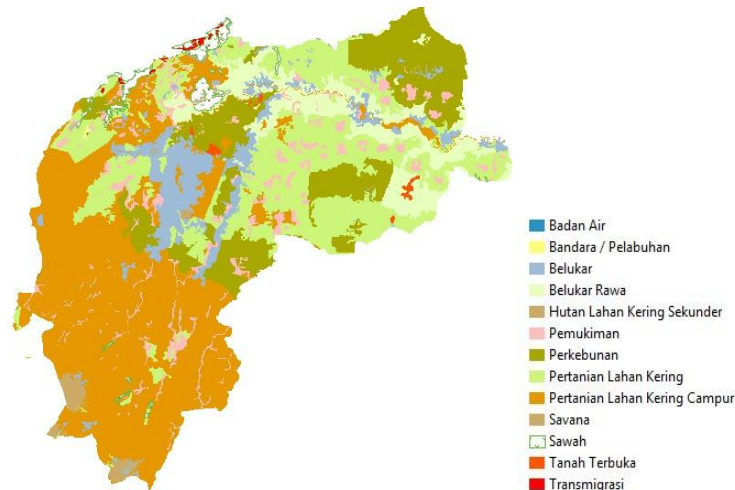 Badan Air
Bandara / Pelabuhan
Belukar
Belukar Rawa
Hutan Lahan Kering Sekunder
Pemukiman
Perkebunan
Pertanian Lahan Kering
Pertanian Lahan Kering Campur
Savana
Sawah
Tanah Terbuka
Transmigrasi